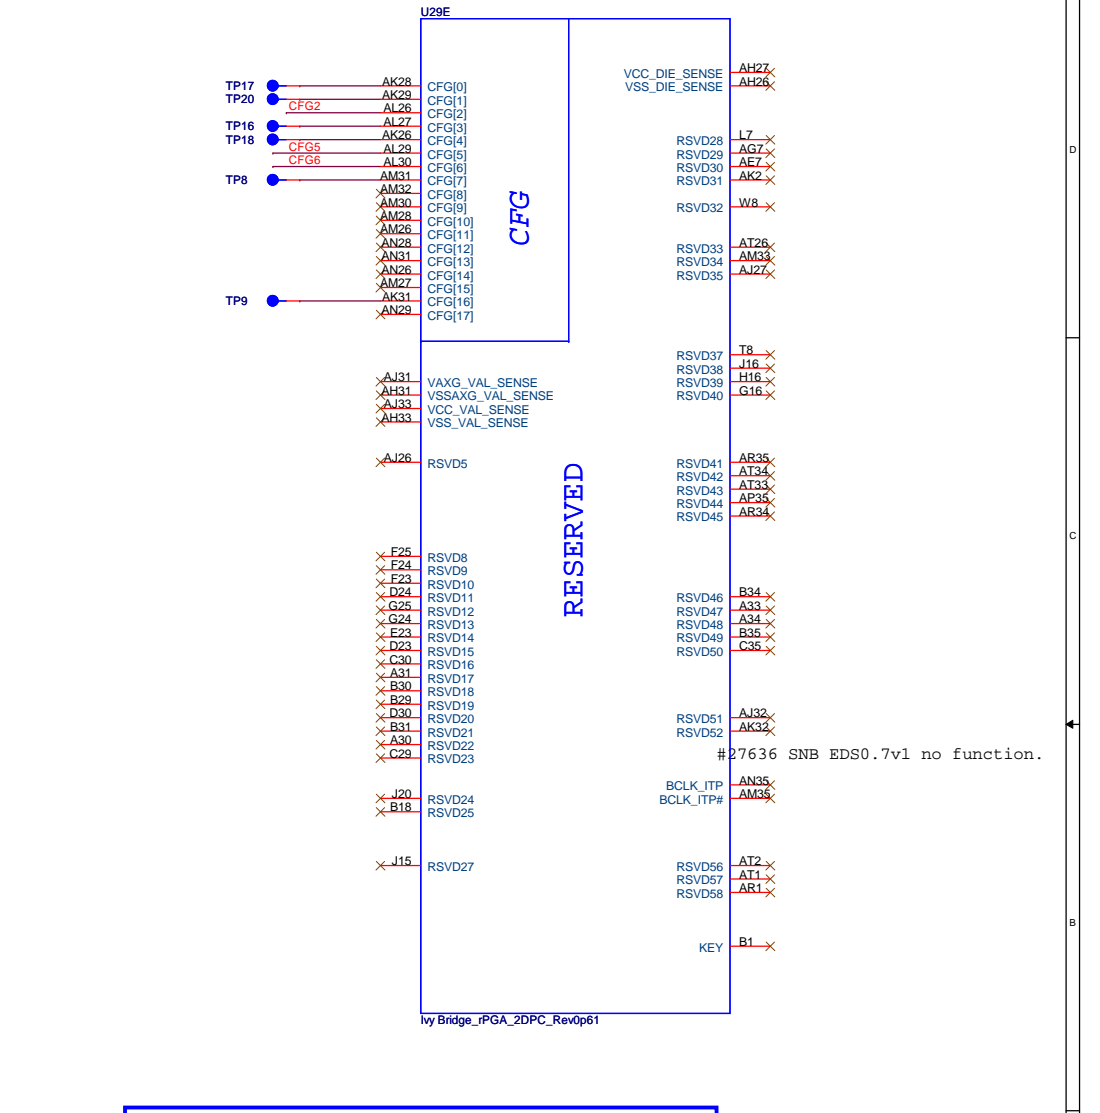 U29E
TP17 AK28 CFG[0]
TP20 AK29 CFG[1]
CFG2 AL26 CFG[2]
TP16 AL27 CFG[3]
TP18 AK26 CFG[4]
CFG5 AL29 CFG[5]
CFG6 AL30 CFG[6]
TP8 AM31 CFG[7]
AM32 CFG[8]
AM30 CFG[9]
AM28 CFG[10]
AM26 CFG[11]
AN28 CFG[12]
AN31 CFG[13]
AN26 CFG[14]
AM27 CFG[15]
TP9 AK31 CFG[16]
AN29 CFG[17]
CFG
AJ31 VAXG_VAL_SENSE
AH31 VSSAXG_VAL_SENSE
AJ33 VCC_VAL_SENSE
AH33 VSS_VAL_SENSE
AJ26 RSVD5
RESERVED
F25 RSVD8
F24 RSVD9
F23 RSVD10
D24 RSVD11
G25 RSVD12
G24 RSVD13
E23 RSVD14
D23 RSVD15
C30 RSVD16
A31 RSVD17
B30 RSVD18
B29 RSVD19
D30 RSVD20
B31 RSVD21
A30 RSVD22
C29 RSVD23
J20 RSVD24
B18 RSVD25
J15 RSVD27
VCC_DIE_SENSE AH27
VSS_DIE_SENSE AH26
RSVD28 L7
RSVD29 AG7
RSVD30 AE7
RSVD31 AK2
RSVD32 W8
RSVD33 AT26
RSVD34 AM33
RSVD35 AJ27
RSVD37 T8
RSVD38 J16
RSVD39 H16
RSVD40 G16
RSVD41 AR35
RSVD42 AT34
RSVD43 AT33
RSVD44 AP35
RSVD45 AR34
RSVD46 B34
RSVD47 A33
RSVD48 A34
RSVD49 B35
RSVD50 C35
RSVD51 AJ32
RSVD52 AK32
#27636 SNB EDS0.7v1 no function.
BCLK_ITP AN35
BCLK_ITP# AM35
RSVD56 AT2
RSVD57 AT1
RSVD58 AR1
KEY B1
Ivy Bridge_rPGA_2DPC_Rev0p61
D
C
B